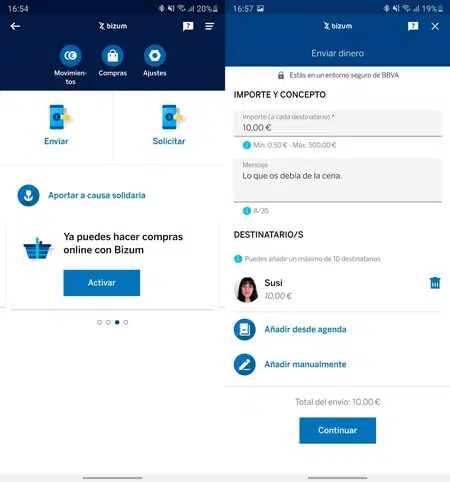 16:54
20%
bizum
?
Movimien-
tos
Compras
Ajustes
Enviar
Solicitar
Aportar a causa solidaria
Ya puedes hacer compras
online con Bizum
Activar
16:57
19%
bizum
?
Enviar dinero
Estás en un entorno seguro de BBVA
IMPORTE Y CONCEPTO
Importe (a cada destinatario) *
10,00 €
Mín. 0,50 € - Máx. 500,00 €
Mensaje
Lo que os debía de la cena.
8/35
DESTINATARIO/S
Puedes añadir un máximo de 10 destinatarios
Susi
10,00 €
Añadir desde agenda
Añadir manualmente
Total del envío: 10,00 €
Continuar